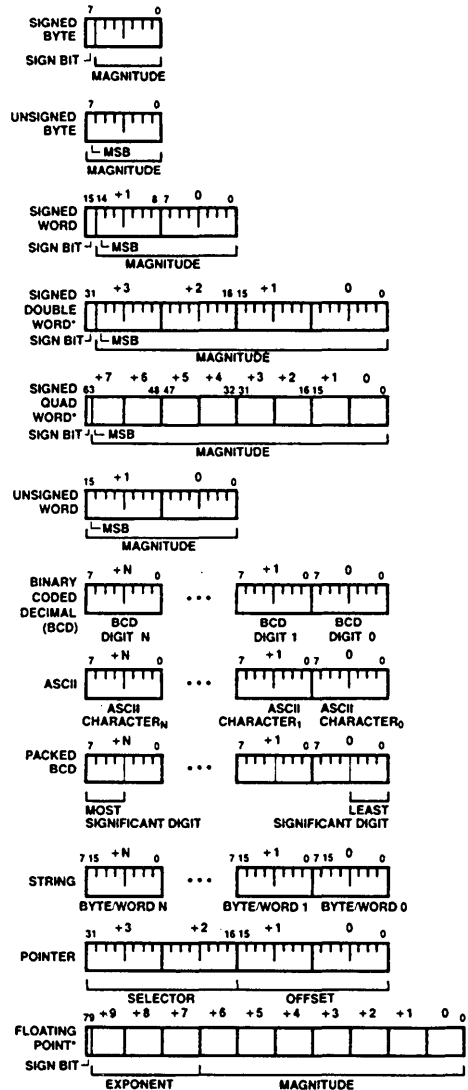 7 0
SIGNED
BYTE
SIGN BIT MAGNITUDE
7 0
UNSIGNED
BYTE
MSB
MAGNITUDE
15 14 +1 8 7 0 0
SIGNED
WORD
SIGN BIT MSB
MAGNITUDE
31 +3 +2 16 15 +1 0 0
SIGNED
DOUBLE
WORD*
SIGN BIT MSB
MAGNITUDE
+7 +6 +5 +4 +3 +2 +1 0
63 48 47 32 31 16 15 0
SIGNED
QUAD
WORD*
SIGN BIT MSB
MAGNITUDE
15 +1 0 0
UNSIGNED
WORD
MSB
MAGNITUDE
7 +N 0 7 +1 0 7 0 0
BINARY
CODED
DECIMAL
(BCD)
• • •
BCD BCD BCD
DIGIT N DIGIT 1 DIGIT 0
7 +N 0 7 +1 0 7 0 0
ASCII • • •
ASCII ASCII ASCII
CHARACTERN CHARACTER1 CHARACTER0
7 +N 0 7 +1 0 7 0 0
PACKED
BCD
• • •
MOST LEAST
SIGNIFICANT DIGIT SIGNIFICANT DIGIT
7 15 +N 0 7 15 +1 0 7 15 0 0
STRING • • •
BYTE/WORD N BYTE/WORD 1 BYTE/WORD 0
31 +3 +2 16 15 +1 0 0
POINTER
SELECTOR OFFSET
79 +9 +8 +7 +6 +5 +4 +3 +2 +1 0 0
FLOATING
POINT*
SIGN BIT
EXPONENT MAGNITUDE